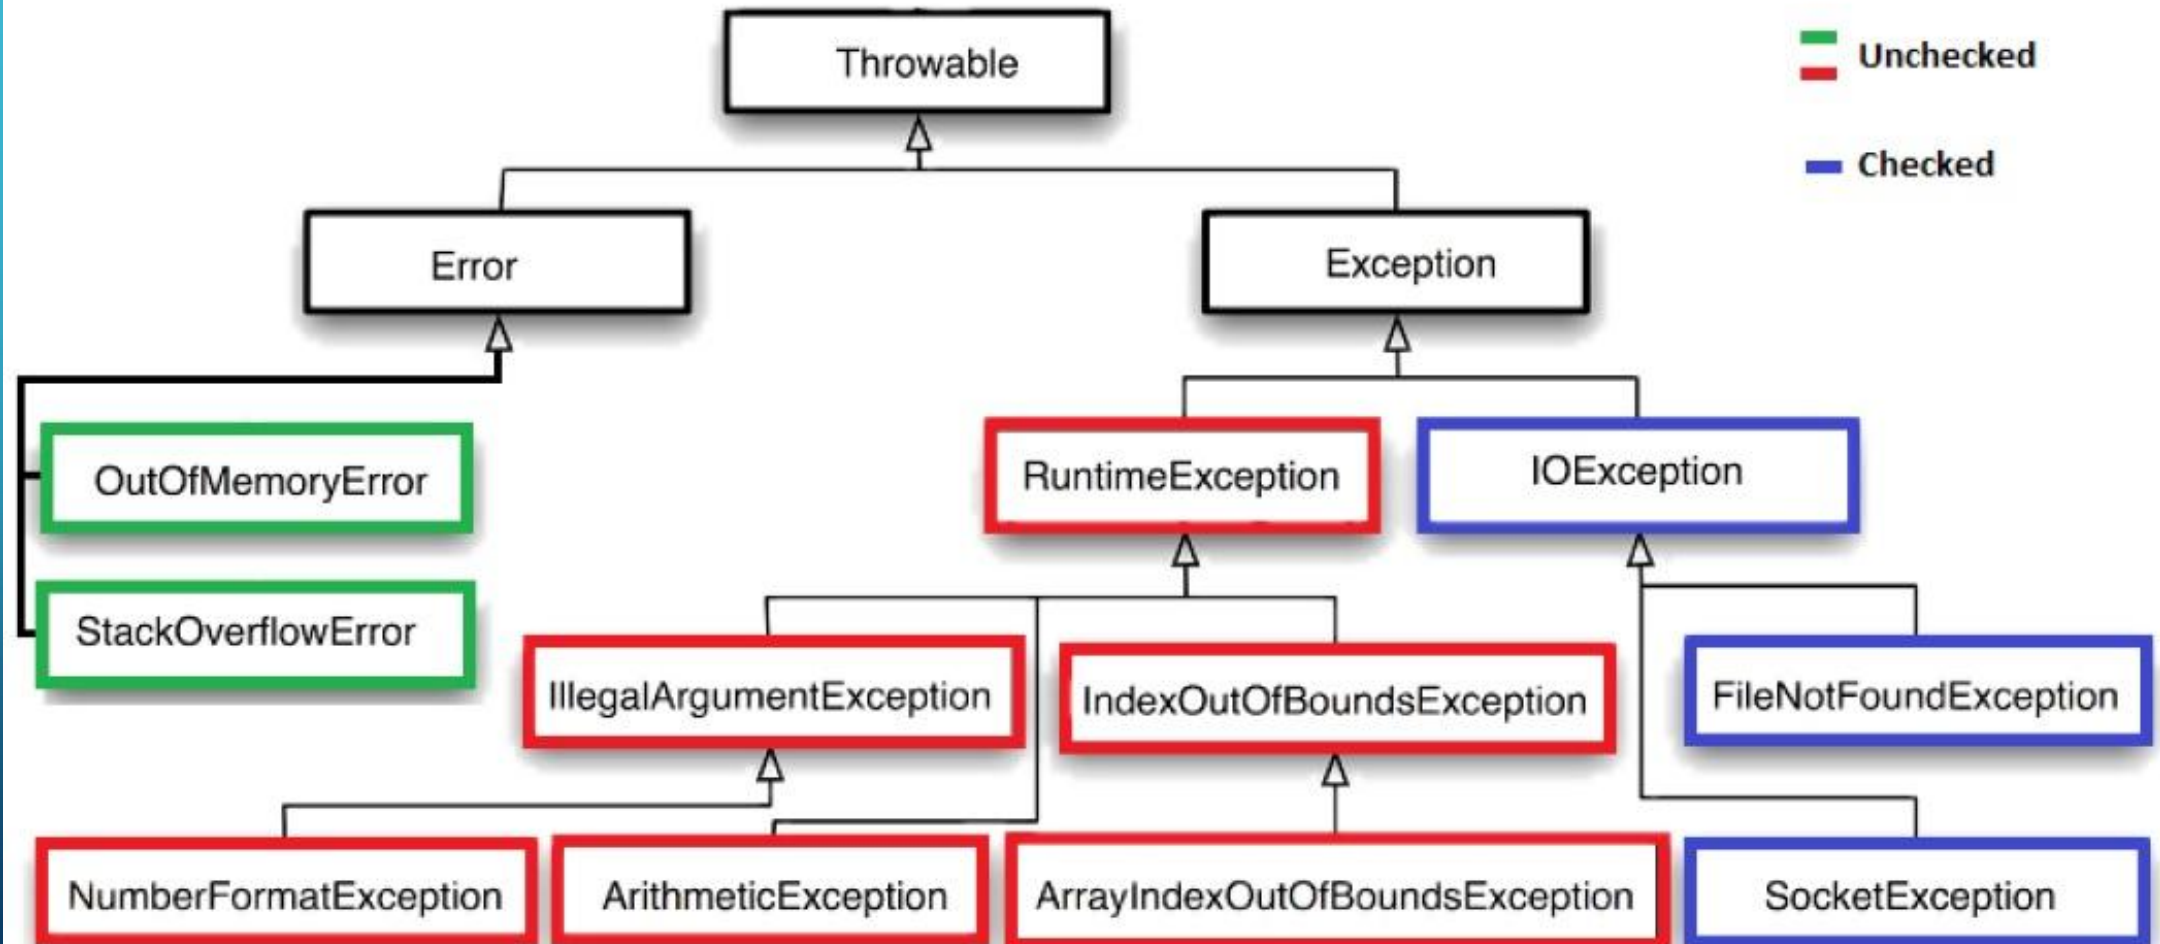 Throwable
Unchecked
Checked
Error
Exception
OutOfMemoryError
RuntimeException
IOException
StackOverflowError
IllegalArgumentException
IndexOutOfBoundsException
FileNotFoundException
NumberFormatException
ArithmeticException
ArrayIndexOutOfBoundsException
SocketException